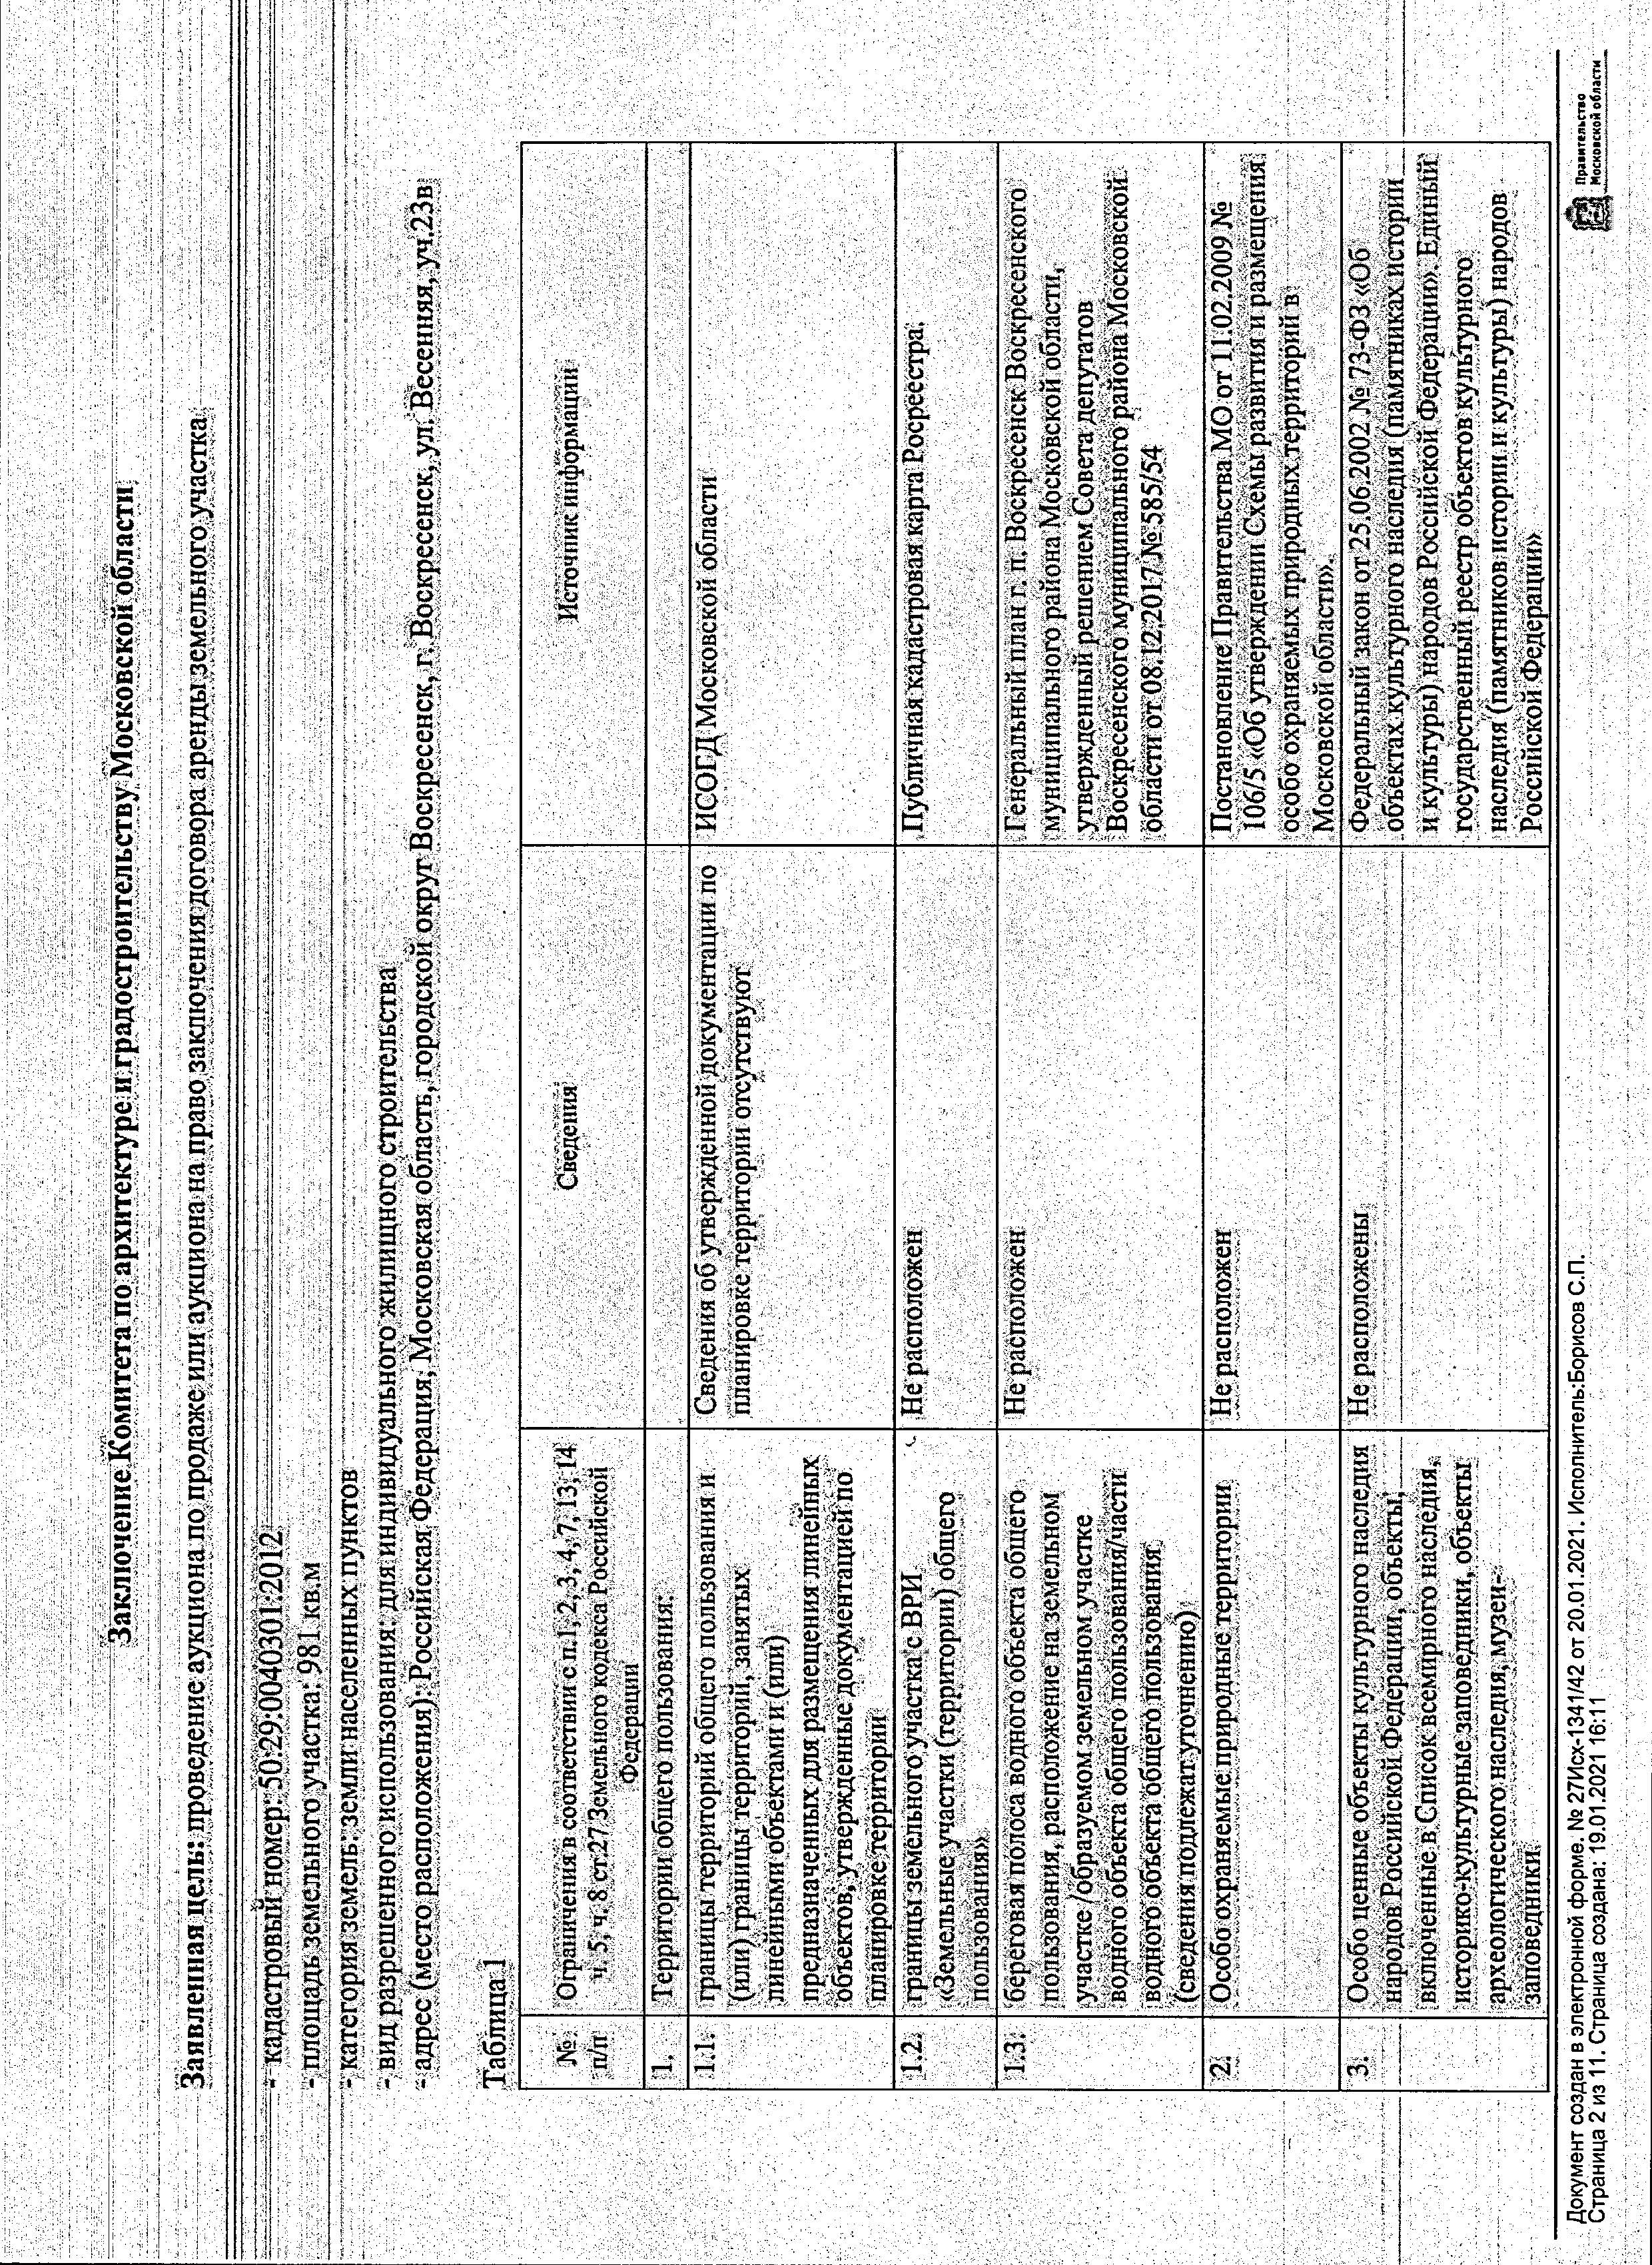 Заключение Комитета по архитектуре и градостроительству Московской области
Заявленная цель: проведение аукциона по продаже или аукциона на право заключения договора аренды земельного участка
- кадастровый номер: 50:29:0040301:2012
- площадь земельного участка: 981 кв.м
- категория земель: земли населенных пунктов
- вид разрешенного использования: для индивидуального жилищного строительства
- адрес (место расположения): Российская Федерация, Московская область, городской округ Воскресенск, г. Воскресенск, ул. Весенняя, уч.23в
Таблица 1
№
п/п
Ограничения в соответствии с п.1, 2, 3, 4, 7, 13, 14
ч. 5, ч. 8 ст.27 Земельного кодекса Российской
Федерации
Сведения
Источник информации
1.
Территории общего пользования:
1.1.
границы территорий общего пользования и
(или) границы территорий, занятых
линейными объектами и (или)
предназначенных для размещения линейных
объектов, утвержденные документацией по
планировке территории
Сведения об утвержденной документации по
планировке территории отсутствуют
ИСОГД Московской области
1.2.
границы земельного участка с ВРИ
«Земельные участки (территории) общего
пользования»
Не расположен
Публичная кадастровая карта Росреестра.
1.3.
береговая полоса водного объекта общего
пользования, расположение на земельном
участке /образуемом земельном участке
водного объекта общего пользования/части
водного объекта общего пользования
(сведения подлежат уточнению)
Не расположен
Генеральный план г. п. Воскресенск Воскресенского
муниципального района Московской области,
утвержденный решением Совета депутатов
Воскресенского муниципального района Московской
области от 08.12.2017 № 585/54
2.
Особо охраняемые природные территории
Не расположен
Постановление Правительства МО от 11.02.2009 №
106/5 «Об утверждении Схемы развития и размещения
особо охраняемых природных территорий в
Московской области».
3.
Особо ценные объекты культурного наследия
народов Российской Федерации, объекты,
включенные в Список всемирного наследия,
историко-культурные заповедники, объекты
археологического наследия, музеи-
заповедники
Не расположены
Федеральный закон от 25.06.2002 № 73-ФЗ «Об
объектах культурного наследия (памятниках истории
и культуры) народов Российской Федерации». Единый
государственный реестр объектов культурного
наследия (памятников истории и культуры) народов
Российской Федерации»
Документ создан в электронной форме. № 27Исх-1341/42 от 20.01.2021. Исполнитель:Борисов С.П.
Страница 2 из 11. Страница создана: 19.01.2021 16:11
Правительство
Московской области